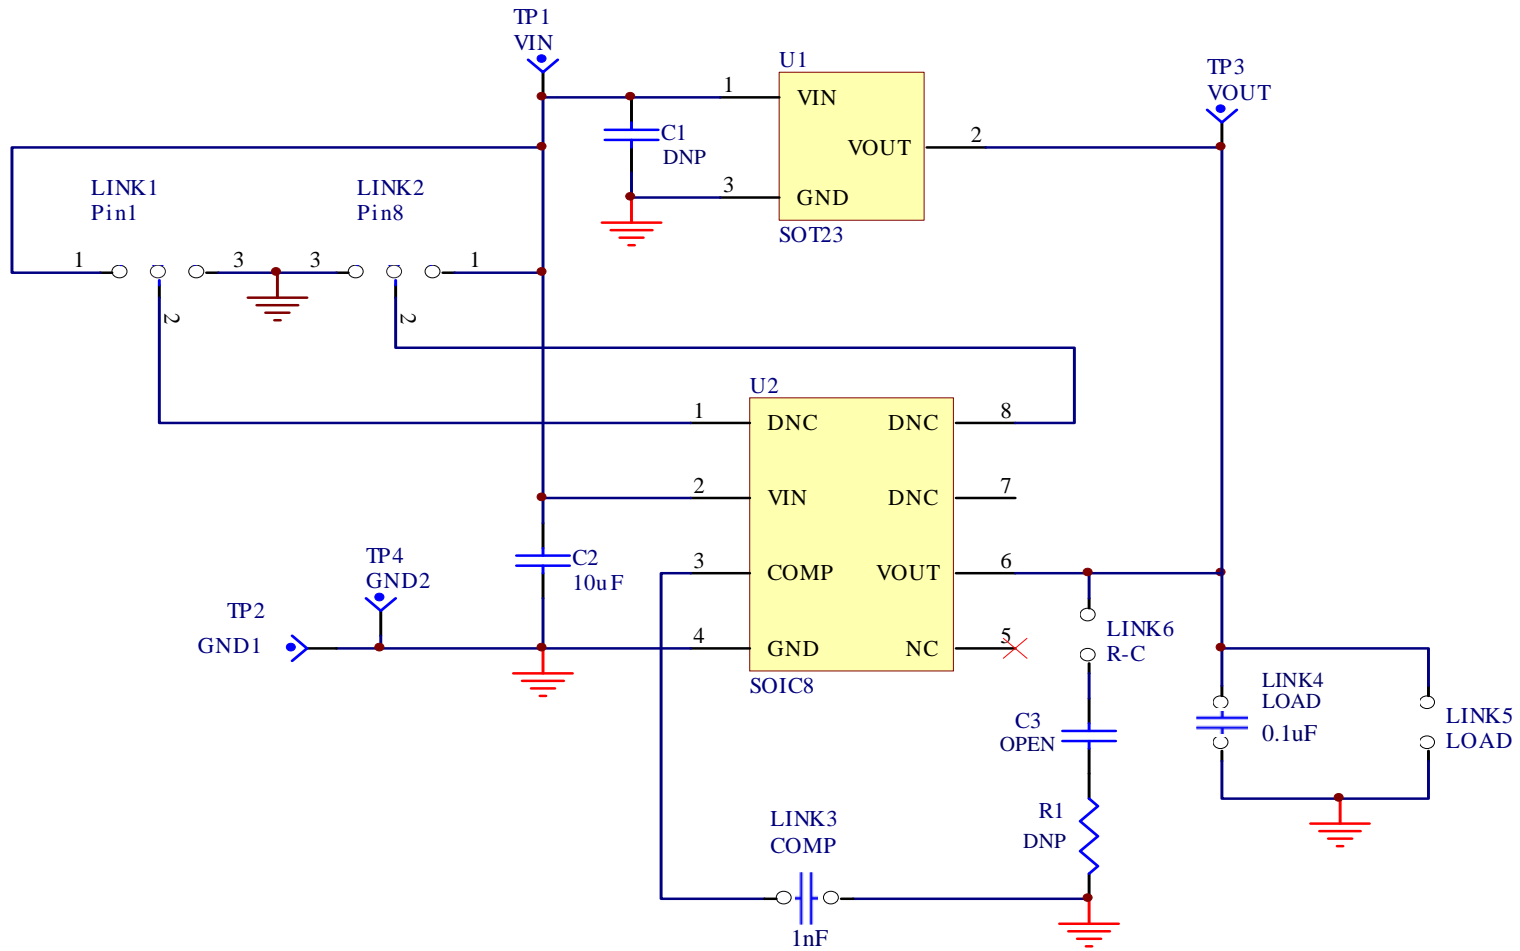 TP1
VIN
U1
1
VIN
C1
DNP
VOUT
2
3
GND
SOT23
TP3
VOUT
LINK1
Pin1
LINK2
Pin8
1
3
3
1
2
2
U2
1
DNC
DNC
8
2
VIN
DNC
7
3
COMP
VOUT
6
4
GND
NC
5
SOIC8
C2
10uF
TP4
GND2
TP2
GND1
LINK6
R-C
C3
OPEN
R1
DNP
LINK4
LOAD
0.1uF
LINK5
LOAD
LINK3
COMP
1nF